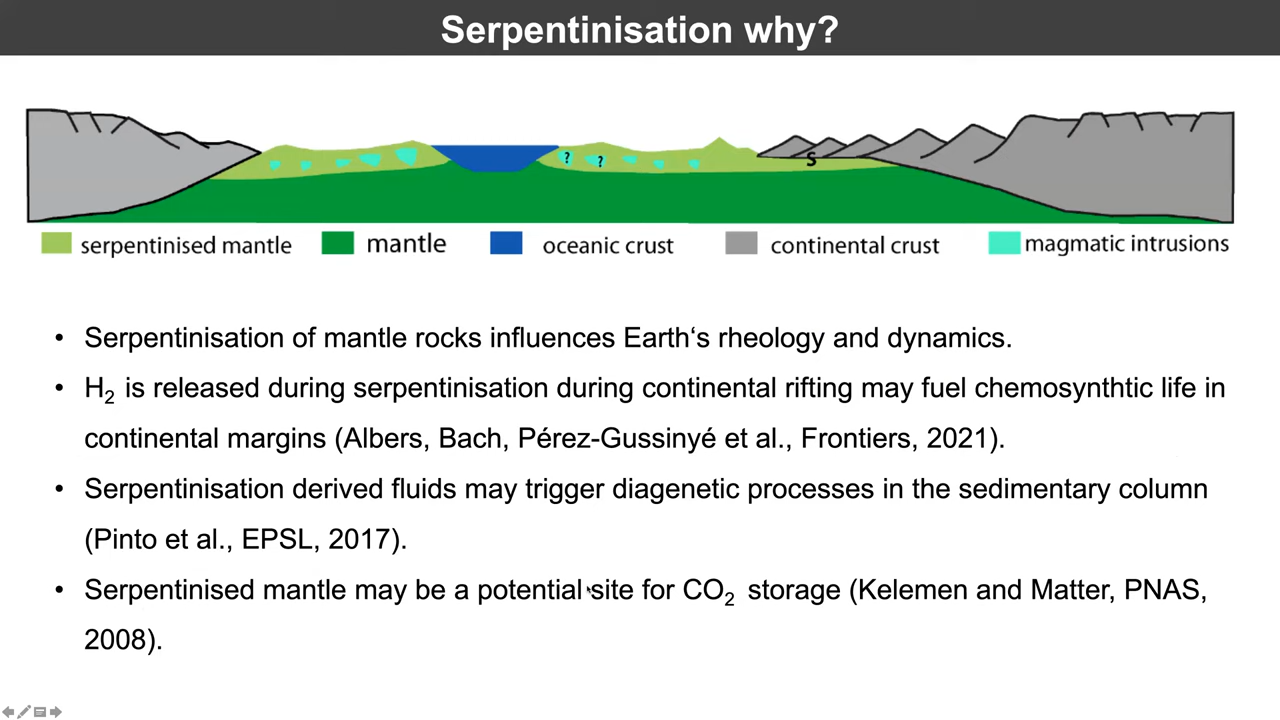 Serpentinisation why?
? ? S
serpentinised mantle mantle oceanic crust continental crust magmatic intrusions
• Serpentinisation of mantle rocks influences Earth‘s rheology and dynamics.
• H₂ is released during serpentinisation during continental rifting may fuel chemosynthtic life in
continental margins (Albers, Bach, Pérez-Gussinyé et al., Frontiers, 2021).
• Serpentinisation derived fluids may trigger diagenetic processes in the sedimentary column
(Pinto et al., EPSL, 2017).
• Serpentinised mantle may be a potential site for CO₂ storage (Kelemen and Matter, PNAS,
2008).